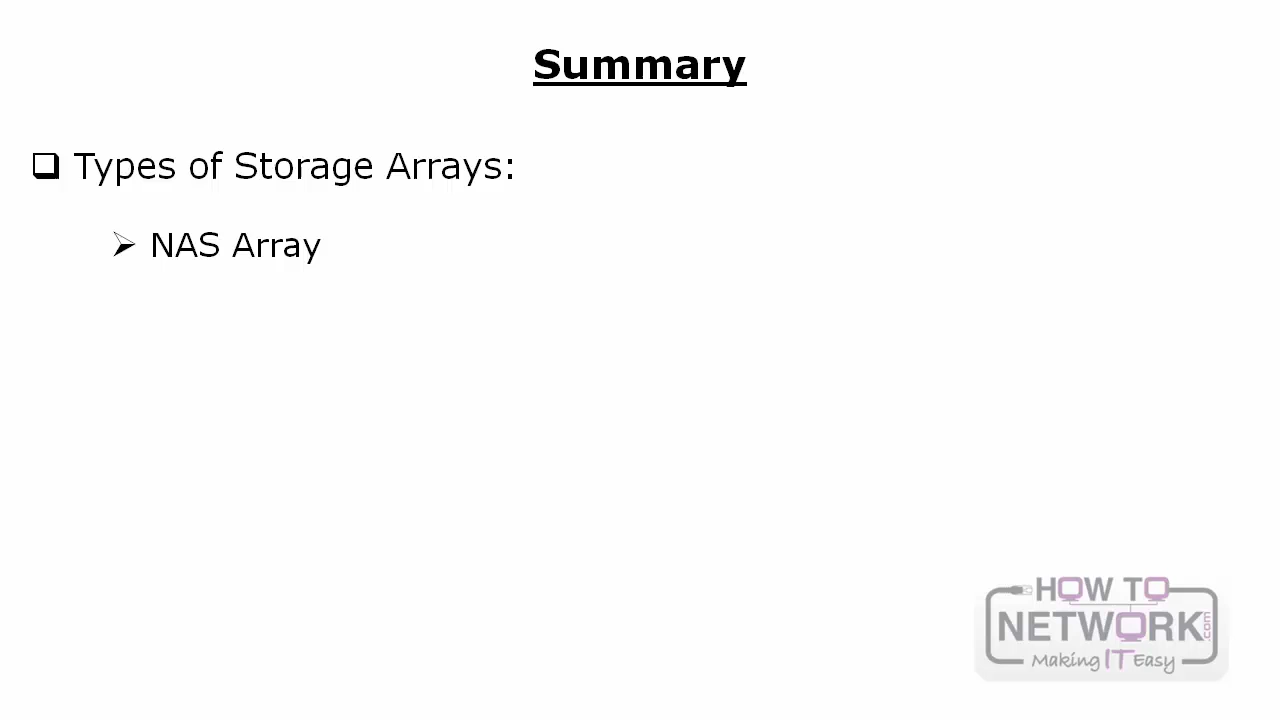 Summary
Types of Storage Arrays:
NAS Array
HOW TO
NETWORK.com
Making IT Easy